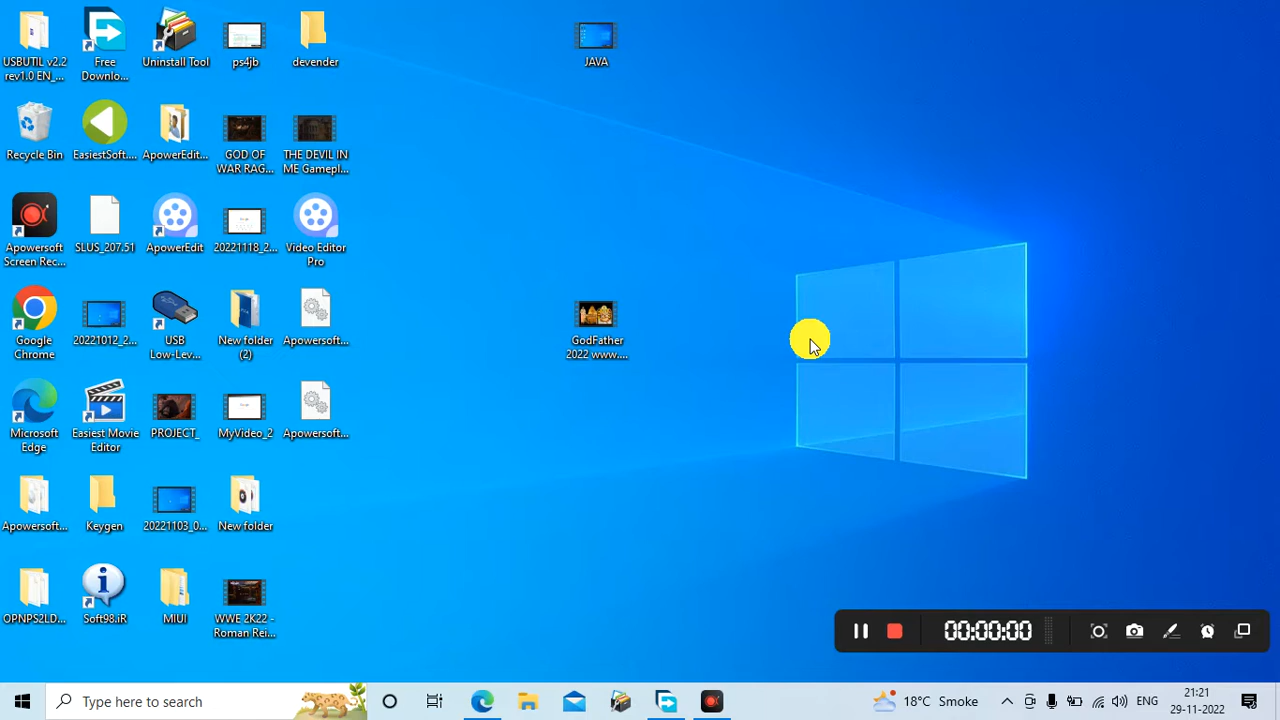 USBUTIL v2.2
rev1.0 EN_...
Free
Downlo...
Uninstall Tool
ps4jb
devender
JAVA
Recycle Bin
EasiestSoft....
ApowerEdit...
GOD OF
WAR RAG...
THE DEVIL IN
ME Gamepl...
Apowersoft
Screen Rec...
SLUS_207.51
ApowerEdit
20221118_2...
Video Editor
Pro
Google
Chrome
20221012_2...
USB
Low-Lev...
New folder
(2)
Apowersoft...
GodFather
2022 www....
Microsoft
Edge
Easiest Movie
Editor
PROJECT_
MyVideo_2
Apowersoft...
Apowersoft...
Keygen
20221103_0...
New folder
OPNPS2LD...
Soft98.iR
MIUI
WWE 2K22 -
Roman Rei...
00:00:00
Type here to search
18°C Smoke
ENG
21:21
29-11-2022